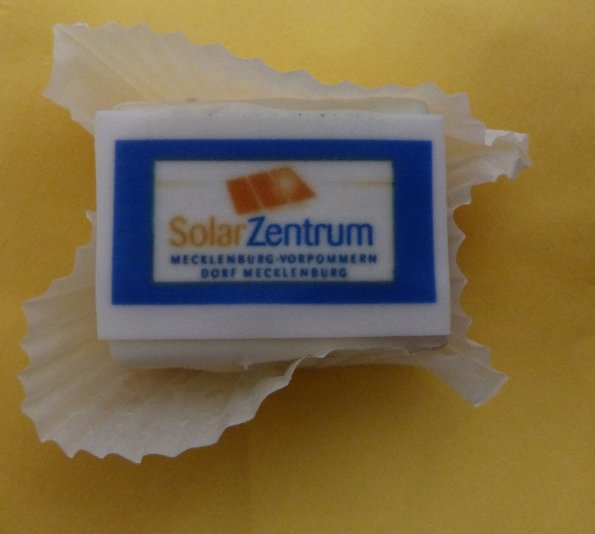 SolarZentrum
MECKLENBURG-VORPOMMERN
DORF MECKLENBURG